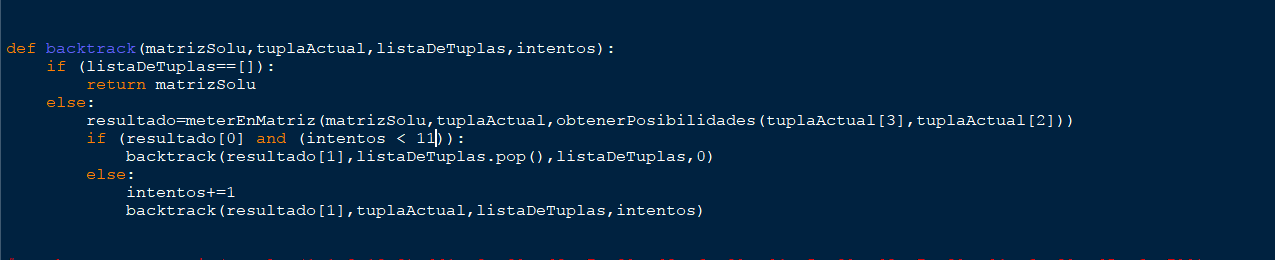 def backtrack(matrizSolu,tuplaActual,listaDeTuplas,intentos):
    if (listaDeTuplas==[]):
        return matrizSolu
    else:
        resultado=meterEnMatriz(matrizSolu,tuplaActual,obtenerPosibilidades(tuplaActual[3],tuplaActual[2]))
        if (resultado[0] and (intentos < 11)):
            backtrack(resultado[1],listaDeTuplas.pop(),listaDeTuplas,0)
        else:
            intentos+=1
            backtrack(resultado[1],tuplaActual,listaDeTuplas,intentos)